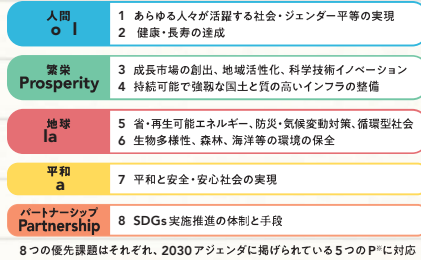 人間
1 あらゆる人々が活躍する社会・ジェンダー平等の実現
2 健康・長寿の達成
繁栄
Prosperity
3 成長市場の創出、地域活性化、科学技術イノベーション
4 持続可能で強靱な国土と質の高いインフラの整備
地球
5 省・再生可能エネルギー、防災・気候変動対策、循環型社会
6 生物多様性、森林、海洋等の環境の保全
平和
7 平和と安全・安心社会の実現
パートナーシップ
Partnership
8 SDGs実施推進の体制と手段
8つの優先課題はそれぞれ、2030アジェンダに掲げられている5つのP※に対応